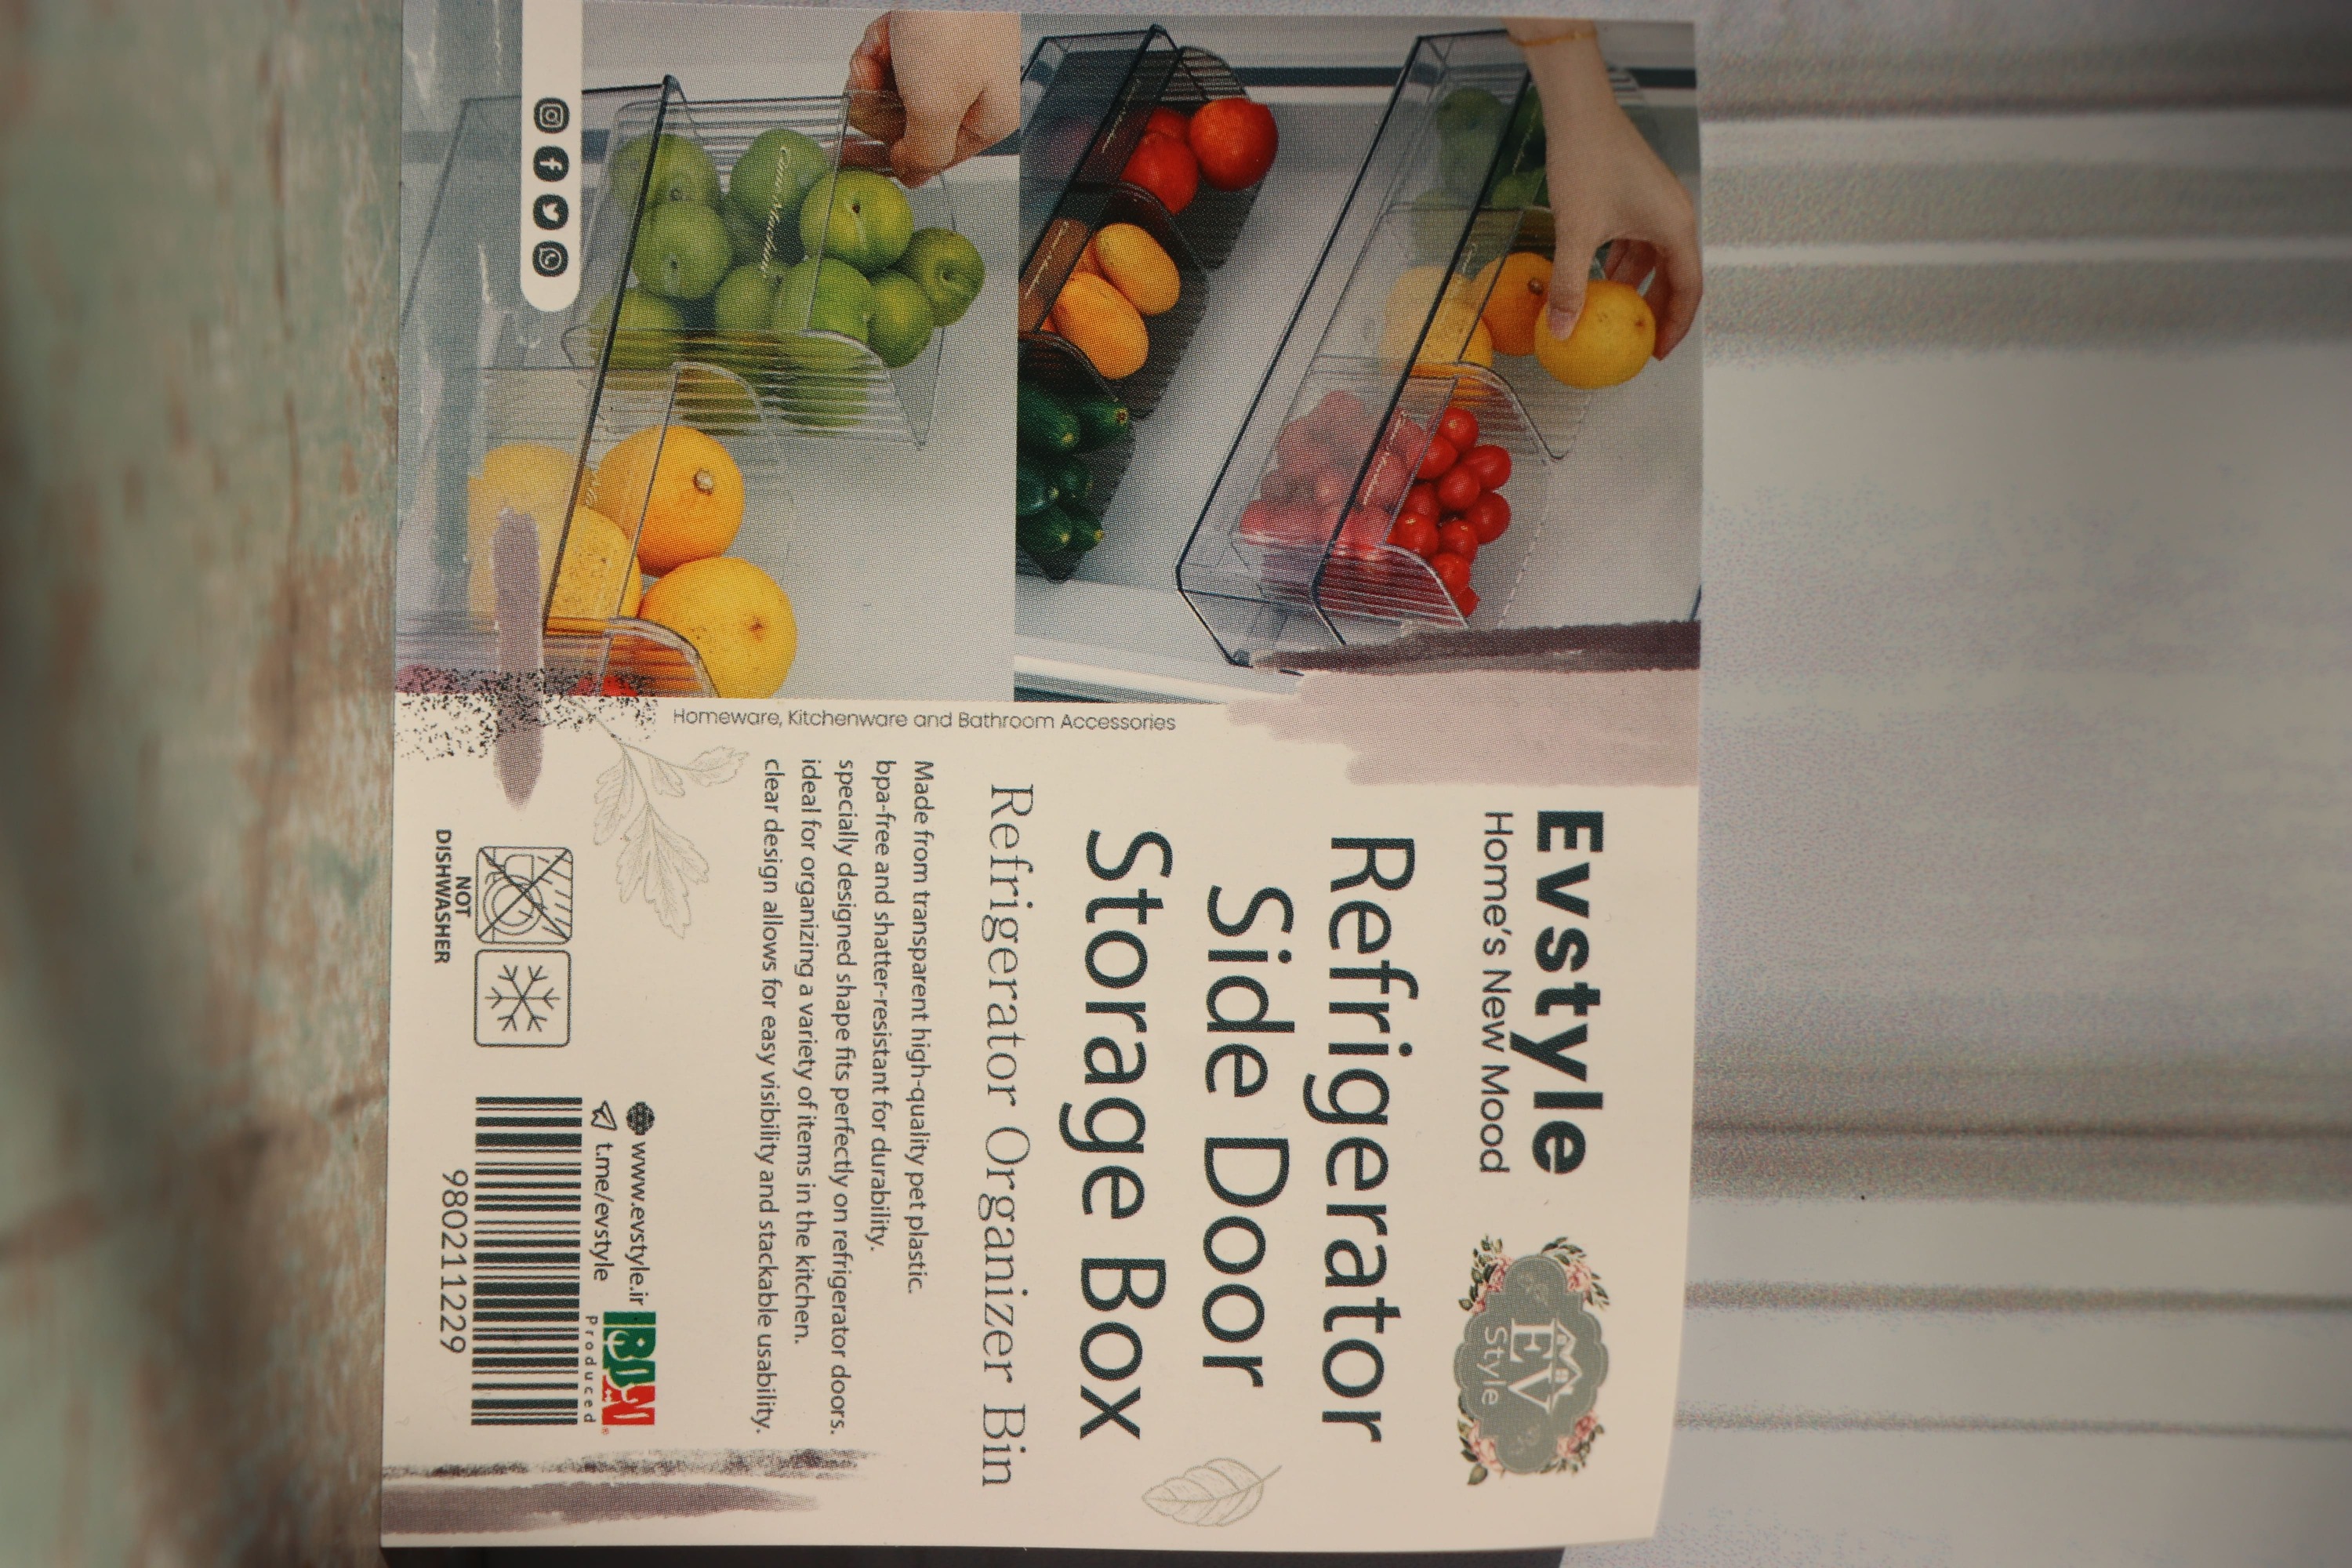 Evstyle
Home's New Mood
EV
Style
Refrigerator
Side Door
Storage Box
Refrigerator Organizer Bin
Homeware, Kitchenware and Bathroom Accessories
Made from transparent high-quality pet plastic.
bpa-free and shatter-resistant for durability.
specially designed shape fits perfectly on refrigerator doors.
ideal for organizing a variety of items in the kitchen.
clear design allows for easy visibility and stackable usability.
NOT
DISHWASHER
www.evstyle.ir
t.me/evstyle
Produced
980211229